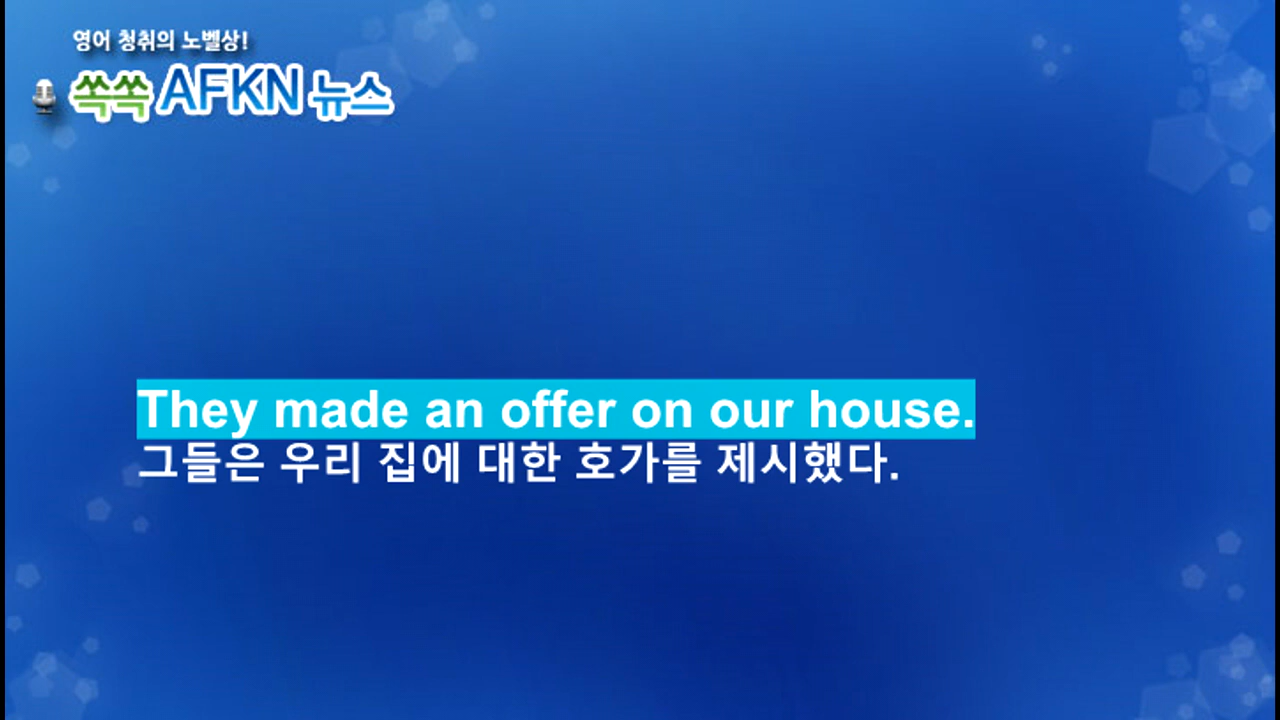 영어 청취의 노벨상!
쏙쏙 AFKN 뉴스
They made an offer on our house.
그들은 우리 집에 대한 호가를 제시했다.